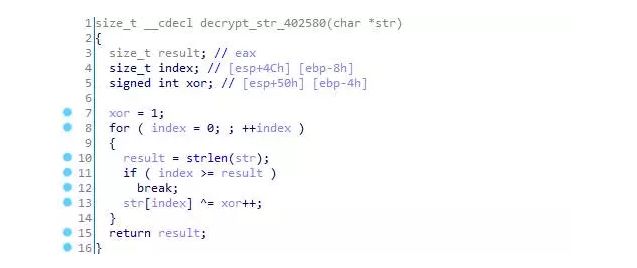 1 size_t __cdecl decrypt_str_402580(char *str)
2 {
3 size_t result; // eax
4 size_t index; // [esp+4Ch] [ebp-8h]
5 signed int xor; // [esp+50h] [ebp-4h]
6
7 xor = 1;
8 for ( index = 0; ; ++index )
9 {
10 result = strlen(str);
11 if ( index >= result )
12 break;
13 str[index] ^= xor++;
14 }
15 return result;
16 }